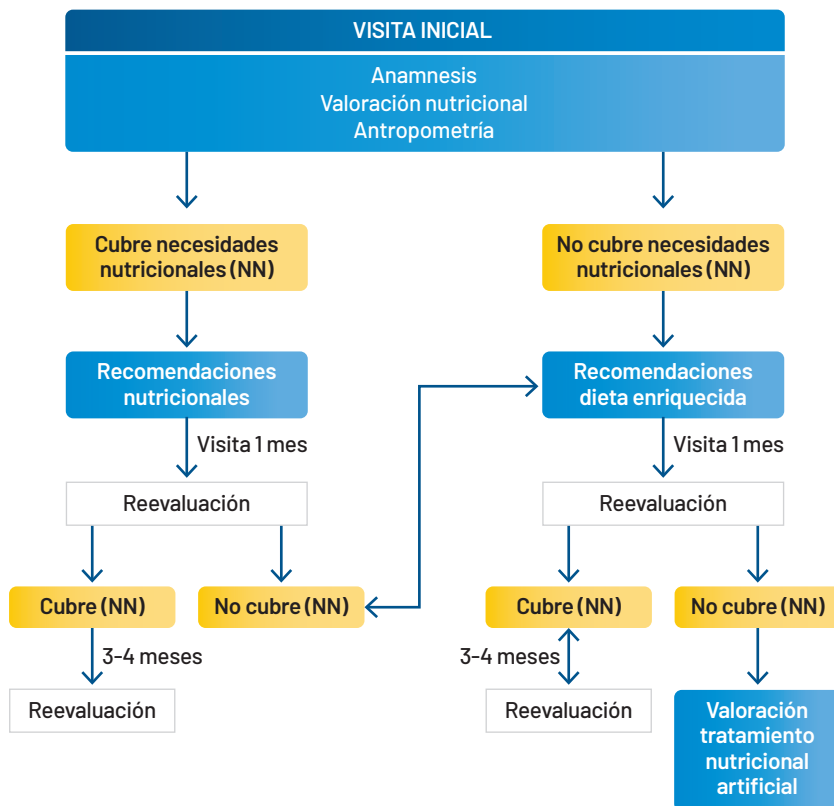 VISITA INICIAL
Anamnesis
Valoración nutricional
Antropometría
Cubre necesidades
nutricionales (NN)
No cubre necesidades
nutricionales (NN)
Recomendaciones
nutricionales
Recomendaciones
dieta enriquecida
Visita 1 mes
Visita 1 mes
Reevaluación
Reevaluación
Cubre (NN)
No cubre (NN)
Cubre (NN)
No cubre (NN)
3-4 meses
3-4 meses
Reevaluación
Reevaluación
Valoración
tratamiento
nutricional
artificial